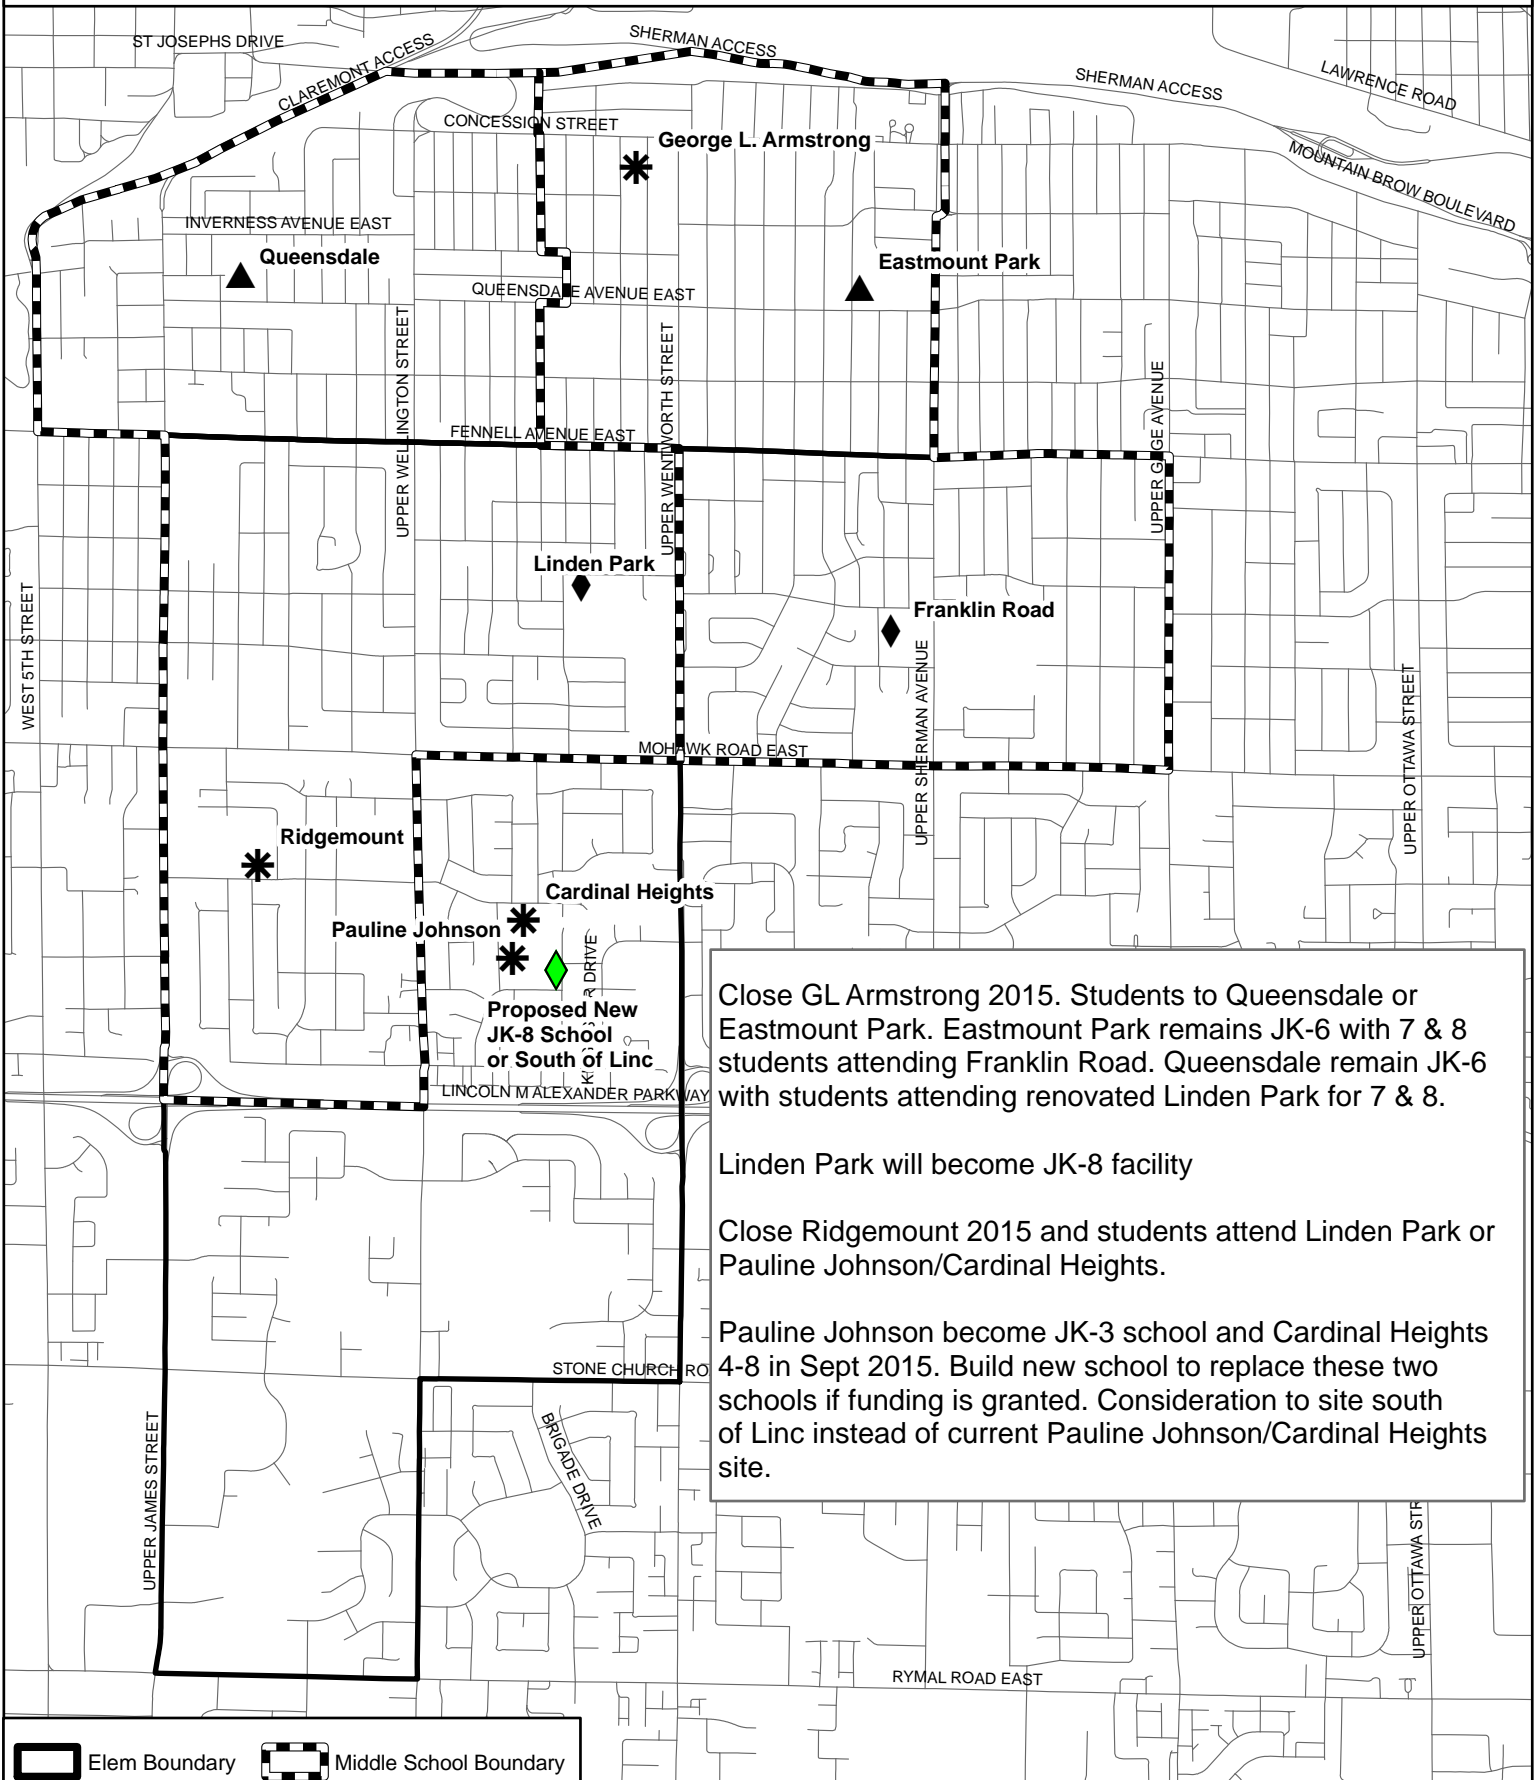 ST JOSEPHS DRIVE
CLAREMONT ACCESS
SHERMAN ACCESS
SHERMAN ACCESS
LAWRENCE ROAD
CONCESSION STREET
George L. Armstrong
MOUNTAIN BROW BOULEVARD
INVERNESS AVENUE EAST
Queensdale
Eastmount Park
QUEENSDALE AVENUE EAST
UPPER WELLINGTON STREET
UPPER WENTWORTH STREET
UPPER GAGE AVENUE
FENNELL AVENUE EAST
Linden Park
Franklin Road
WEST 5TH STREET
UPPER SHERMAN AVENUE
UPPER OTTAWA STREET
MOHAWK ROAD EAST
Ridgemount
Cardinal Heights
Pauline Johnson
DRIVE
Proposed New
JK-8 School
or South of Linc
LINCOLN M ALEXANDER PARKWAY
Close GL Armstrong 2015. Students to Queensdale or
Eastmount Park. Eastmount Park remains JK-6 with 7 & 8
students attending Franklin Road. Queensdale remain JK-6
with students attending renovated Linden Park for 7 & 8.
Linden Park will become JK-8 facility
Close Ridgemount 2015 and students attend Linden Park or
Pauline Johnson/Cardinal Heights.
Pauline Johnson become JK-3 school and Cardinal Heights
4-8 in Sept 2015. Build new school to replace these two
schools if funding is granted. Consideration to site south
of Linc instead of current Pauline Johnson/Cardinal Heights
site.
STONE CHURCH RO
UPPER JAMES STREET
BRIGADE DRIVE
UPPER OTTAWA STR
RYMAL ROAD EAST
Elem Boundary
Middle School Boundary